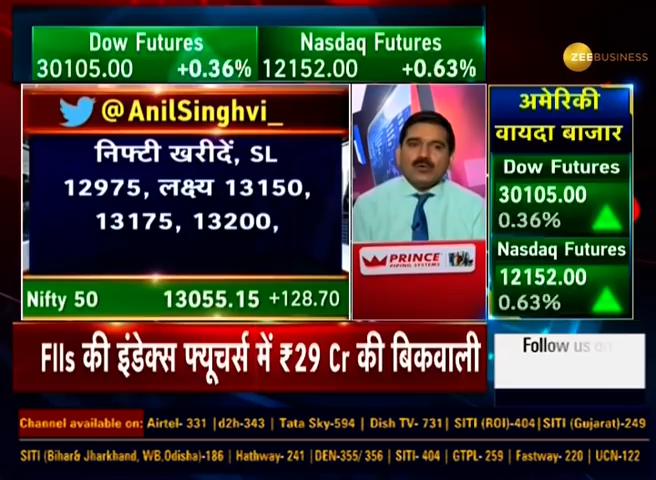 Dow Futures
30105.00 +0.36%
Nasdaq Futures
12152.00 +0.63%
ZEE BUSINESS
@AnilSinghvi_
निफ्टी खरीदें, SL
12975, लक्ष्य 13150,
13175, 13200,
Nifty 50 13055.15 +128.70
PRINCE
PIPING SYSTEMS
अमेरिकी
वायदा बाजार
Dow Futures
30105.00
0.36%
Nasdaq Futures
12152.00
0.63%
FIIs की इंडेक्स फ्यूचर्स में ₹29 Cr की बिकवाली
Follow us on
Channel available on: Airtel- 331 |d2h-343 | Tata Sky-594 | Dish TV- 731| SITI (ROI)-404|SITI (Gujarat)-249
SITI (Bihar& Jharkhand, WB,Odisha)-186 | Hathway- 241 |DEN-355/ 356 | SITI- 404 | GTPL- 259 | Fastway- 220 | UCN-122